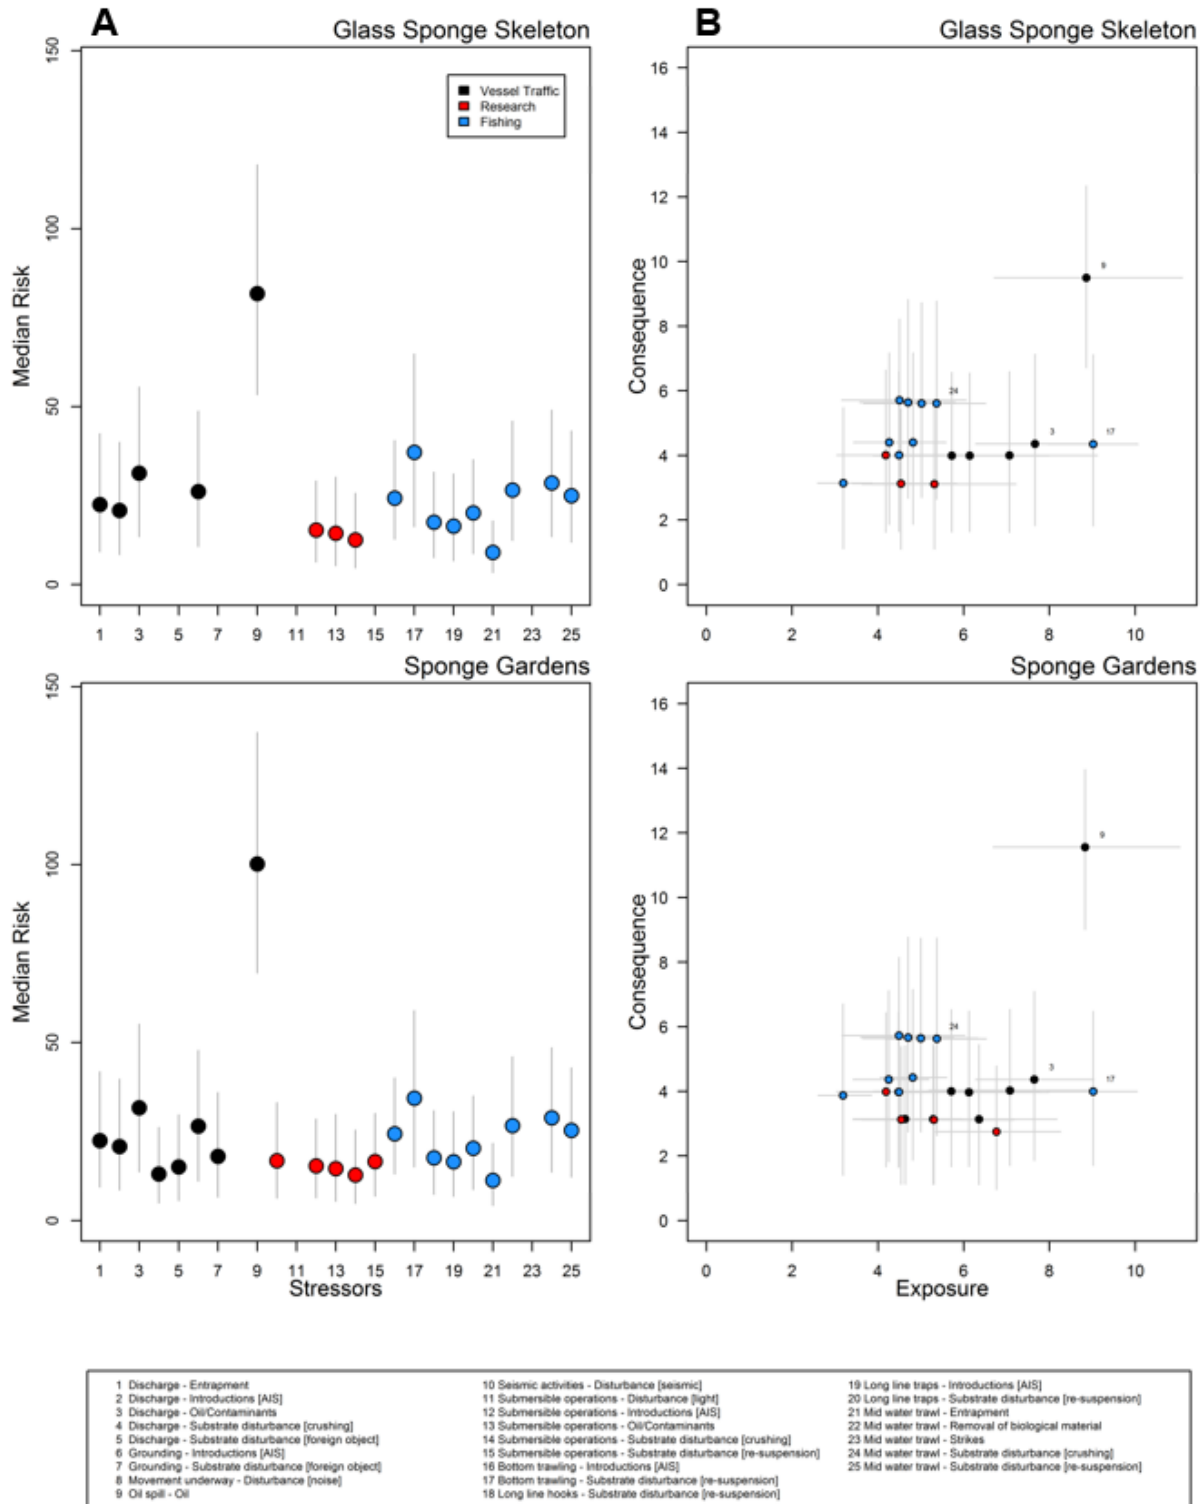 A
Glass Sponge Skeleton
150
100
50
0
Median Risk
Vessel Traffic
Research
Fishing
1 3 5 7 9 11 13 15 17 19 21 23 25
B
Glass Sponge Skeleton
16
14
12
10
8
6
4
2
0
Consequence
9
24
3
17
0 2 4 6 8 10
Sponge Gardens
150
100
50
0
Median Risk
1 3 5 7 9 11 13 15 17 19 21 23 25
Stressors
Sponge Gardens
16
14
12
10
8
6
4
2
0
Consequence
9
24
3
17
0 2 4 6 8 10
Exposure
1 Discharge - Entrapment
2 Discharge - Introductions [AIS]
3 Discharge - Oil/Contaminants
4 Discharge - Substrate disturbance [crushing]
5 Discharge - Substrate disturbance [foreign object]
6 Grounding - Introductions [AIS]
7 Grounding - Substrate disturbance [foreign object]
8 Movement underway - Disturbance [noise]
9 Oil spill - Oil
10 Seismic activities - Disturbance [seismic]
11 Submersible operations - Disturbance [light]
12 Submersible operations - Introductions [AIS]
13 Submersible operations - Oil/Contaminants
14 Submersible operations - Substrate disturbance [crushing]
15 Submersible operations - Substrate disturbance [re-suspension]
16 Bottom trawling - Introductions [AIS]
17 Bottom trawling - Substrate disturbance [re-suspension]
18 Long line hooks - Substrate disturbance [re-suspension]
19 Long line traps - Introductions [AIS]
20 Long line traps - Substrate disturbance [re-suspension]
21 Mid water trawl - Entrapment
22 Mid water trawl - Removal of biological material
23 Mid water trawl - Strikes
24 Mid water trawl - Substrate disturbance [crushing]
25 Mid water trawl - Substrate disturbance [re-suspension]